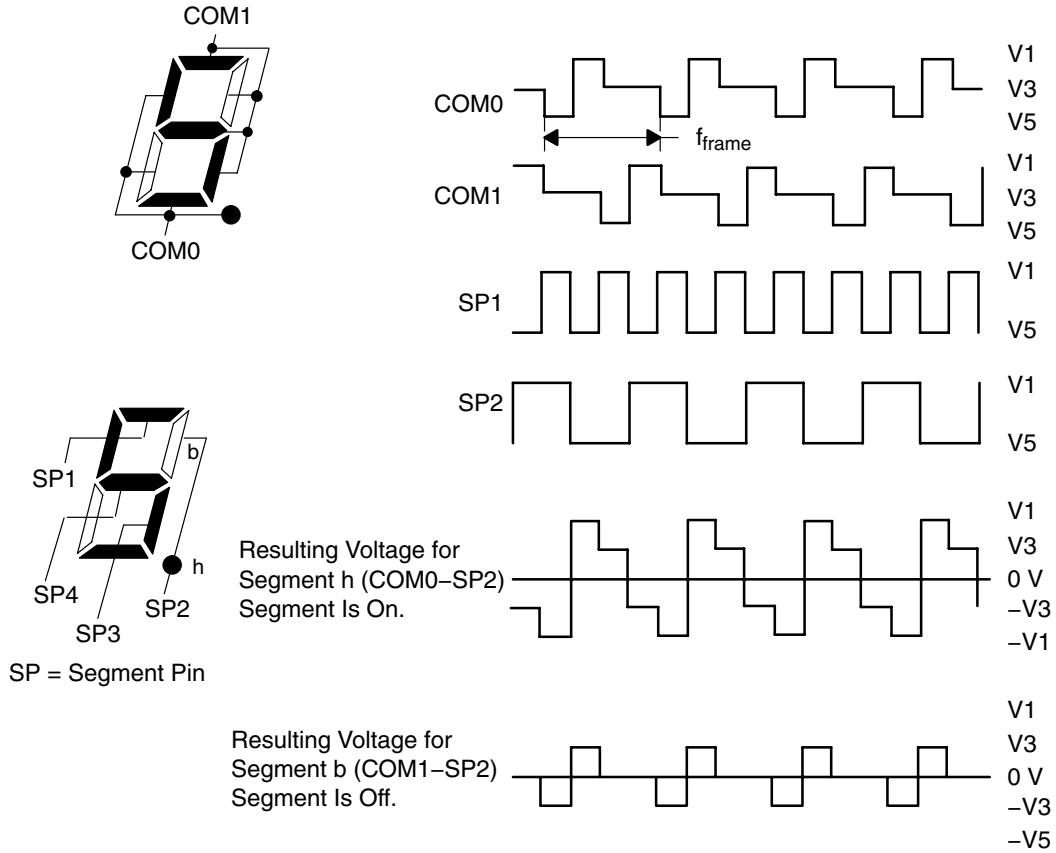 COM1
COM0
COM0
f_frame
V1
V3
V5
COM1
V1
V3
V5
SP1
V1
V5
SP2
V1
V5
b
h
SP1
SP4
SP3
SP2
SP = Segment Pin
Resulting Voltage for
Segment h (COM0−SP2)
Segment Is On.
V1
V3
0 V
−V3
−V1
Resulting Voltage for
Segment b (COM1−SP2)
Segment Is Off.
V1
V3
0 V
−V3
−V5